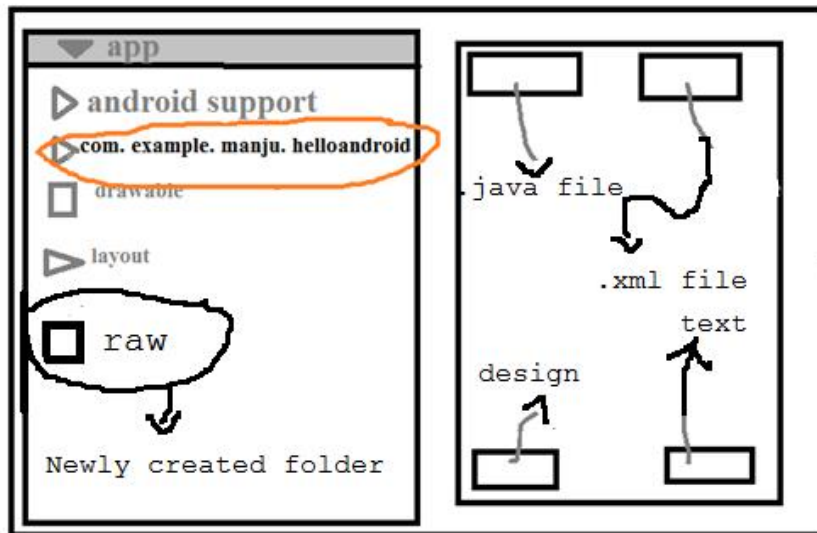 app
android support
com. example. manju. helloandroid
drawable
layout
raw
Newly created folder
.java file
.xml file
text
design